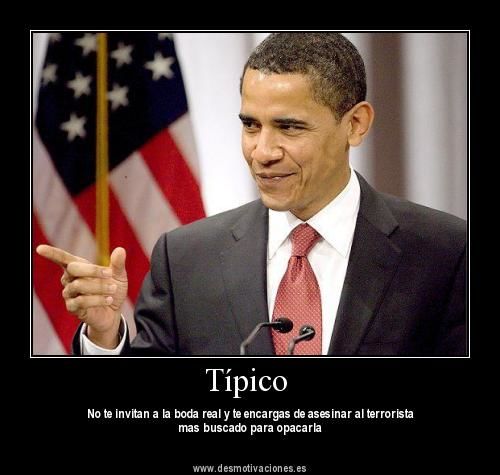 Típico
No te invitan a la boda real y te encargas de asesinar al terrorista
mas buscado para opacarla
www.desmotivaciones.es